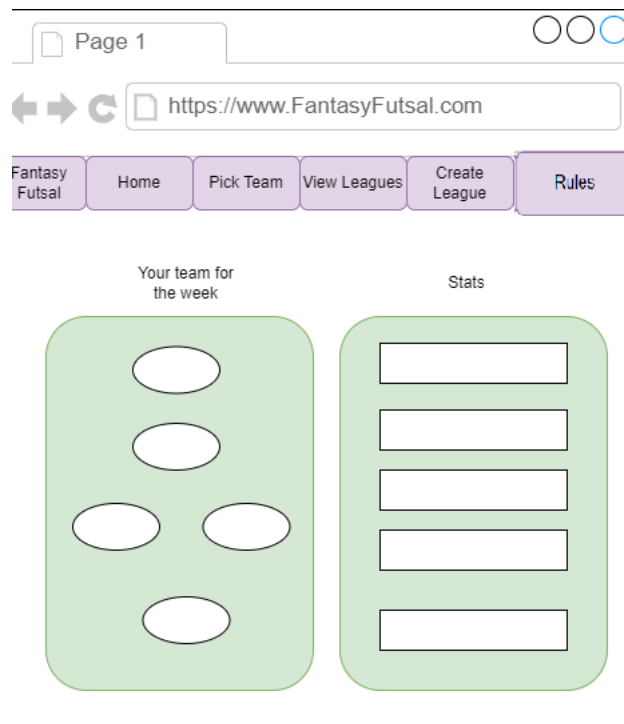 Page 1
https://www.FantasyFutsal.com
Fantasy
Futsal
Home
Pick Team
View Leagues
Create
League
Rules
Your team for
the week
Stats